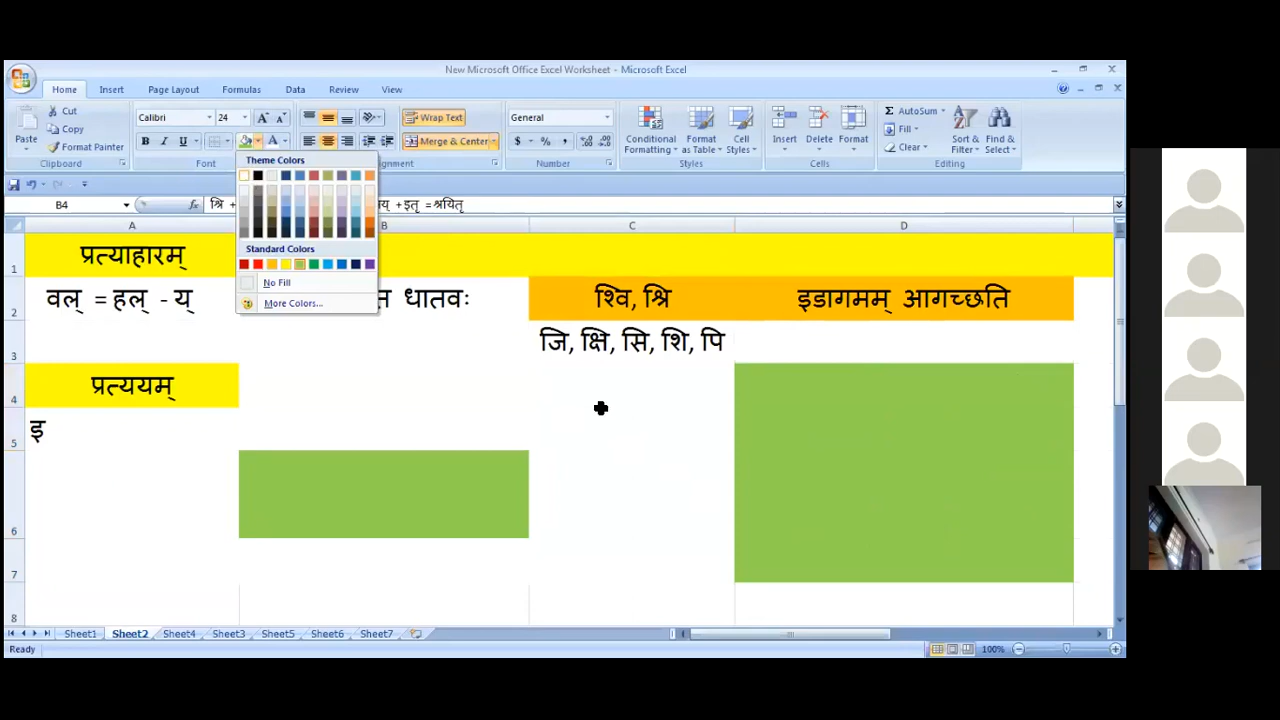 New Microsoft Office Excel Worksheet - Microsoft Excel
Home Insert Page Layout Formulas Data Review View
Cut
Copy
Paste
Format Painter
Clipboard
Calibri 24
B I U
Font
Wrap Text
Merge & Center
General
Number
Conditional Formatting
Format as Table
Cell Styles
Styles
Insert Delete Format
Cells
AutoSum
Fill
Clear
Sort & Filter
Find & Select
Editing
Theme Colors
Standard Colors
No Fill
More Colors...
B4 fx श्रि + य् + इतृ = श्रयितृ
A B C D
1 प्रत्याहारम्
2 वल् = हल् - य् धातवः श्वि, श्रि इडागमम् आगच्छति
3 जि, क्षि, सि, शि, पि
4 प्रत्ययम्
5 इ
6
7
8
Sheet1 Sheet2 Sheet4 Sheet3 Sheet5 Sheet6 Sheet7
Ready 100%